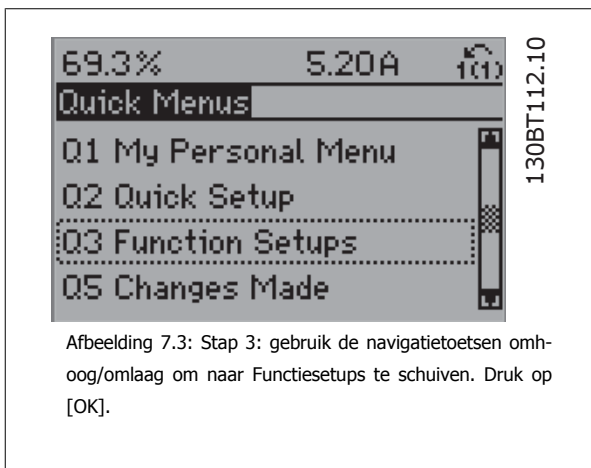 69.3% 5.20A 1(1)
Quick Menus
Q1 My Personal Menu
Q2 Quick Setup
Q3 Function Setups
Q5 Changes Made
130BT112.10
Afbeelding 7.3: Stap 3: gebruik de navigatietoetsen omh-
oog/omlaag om naar Functiesetups te schuiven. Druk op
[OK].